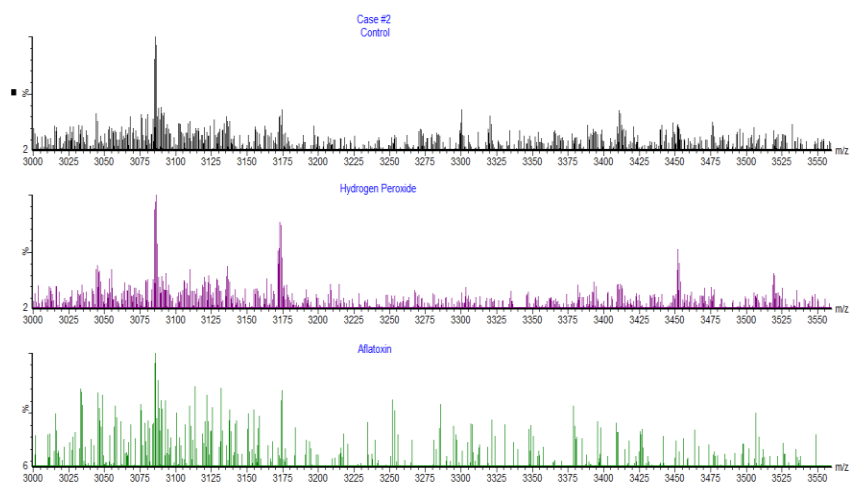 Case #2
Control
%
2
3000 3025 3050 3075 3100 3125 3150 3175 3200 3225 3250 3275 3300 3325 3350 3375 3400 3425 3450 3475 3500 3525 3550 m/z
Hydrogen Peroxide
%
2
3000 3025 3050 3075 3100 3125 3150 3175 3200 3225 3250 3275 3300 3325 3350 3375 3400 3425 3450 3475 3500 3525 3550 m/z
Aflatoxin
%
6
3000 3025 3050 3075 3100 3125 3150 3175 3200 3225 3250 3275 3300 3325 3350 3375 3400 3425 3450 3475 3500 3525 3550 m/z